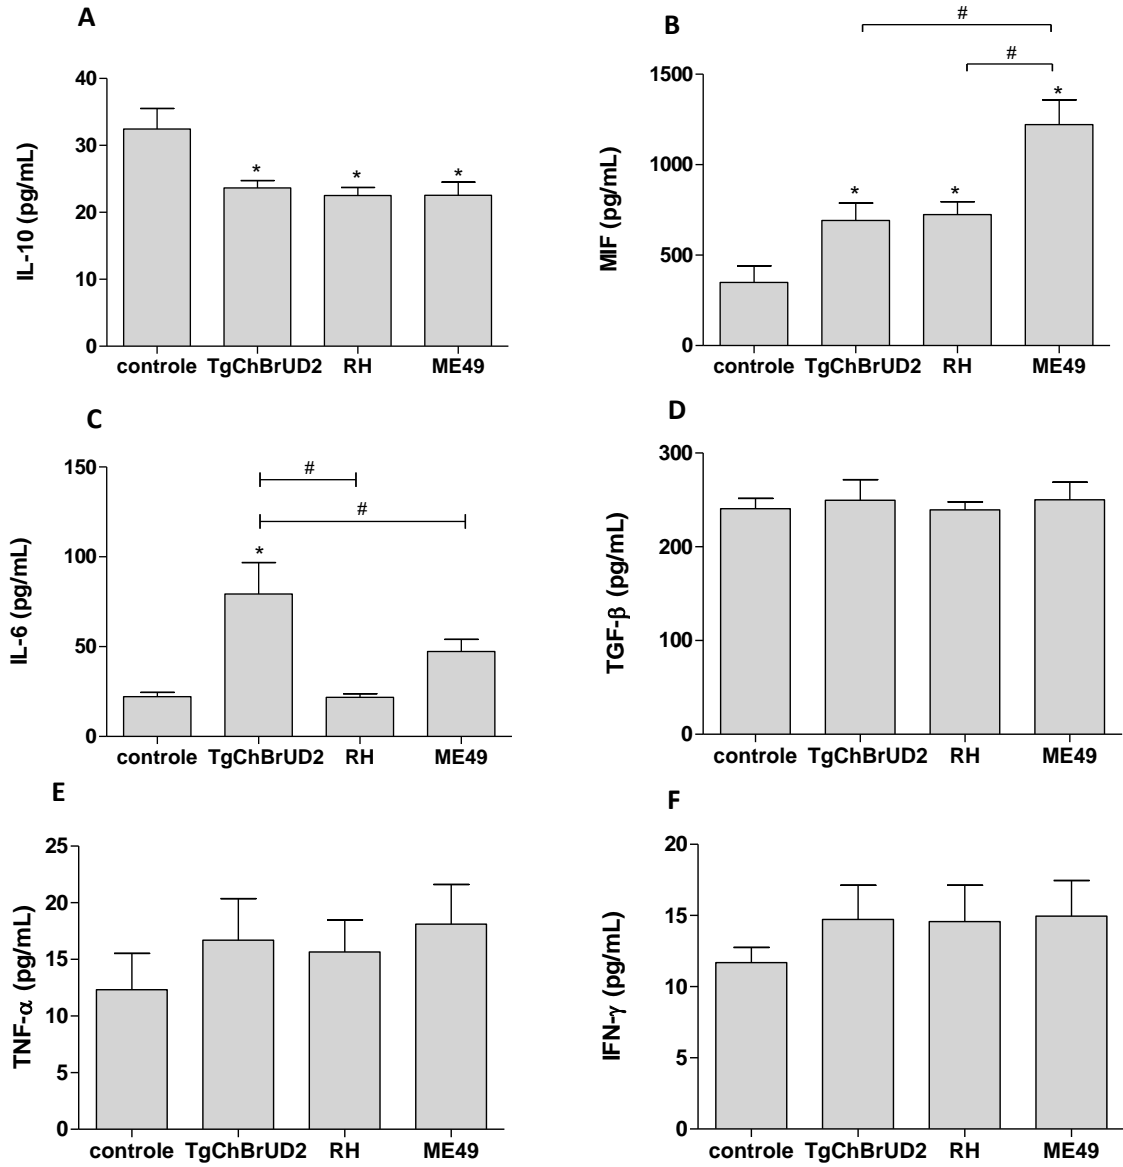 A
IL-10 (pg/mL)
40
30
20
10
0
*
*
*
controle TgChBrUD2 RH ME49
B
MIF (pg/mL)
1500
1000
500
0
#
#
*
*
*
controle TgChBrUD2 RH ME49
C
IL-6 (pg/mL)
150
100
50
0
#
#
*
controle TgChBrUD2 RH ME49
D
TGF-β (pg/mL)
300
200
100
0
controle TgChBrUD2 RH ME49
E
TNF-α (pg/mL)
25
20
15
10
5
0
controle TgChBrUD2 RH ME49
F
IFN-γ (pg/mL)
20
15
10
5
0
controle TgChBrUD2 RH ME49